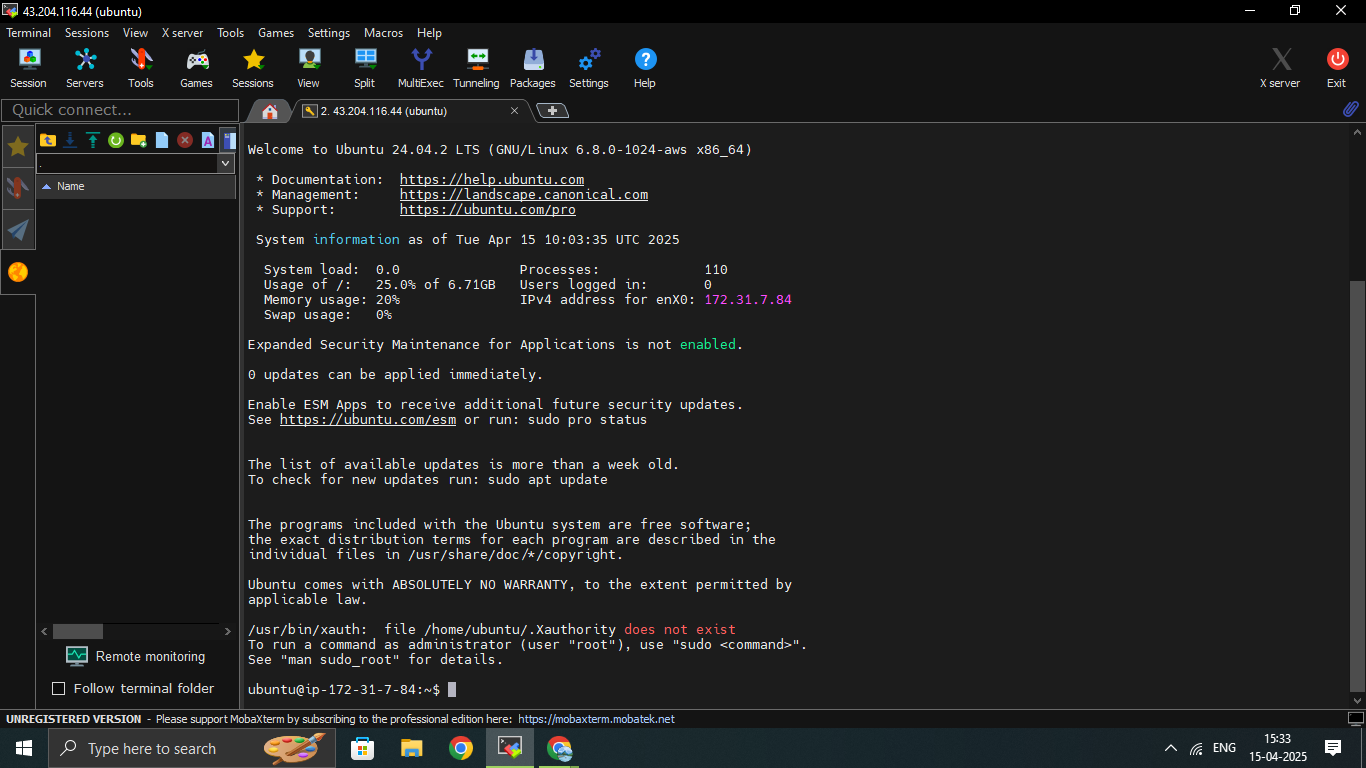 43.204.116.44 (ubuntu)
Terminal Sessions View X server Tools Games Settings Macros Help
Session Servers Tools Games Sessions View Split MultiExec Tunneling Packages Settings Help X server Exit
Quick connect...
2. 43.204.116.44 (ubuntu)
.
Name
Welcome to Ubuntu 24.04.2 LTS (GNU/Linux 6.8.0-1024-aws x86_64)
* Documentation: https://help.ubuntu.com
* Management: https://landscape.canonical.com
* Support: https://ubuntu.com/pro
System information as of Tue Apr 15 10:03:35 UTC 2025
System load: 0.0 Processes: 110
Usage of /: 25.0% of 6.71GB Users logged in: 0
Memory usage: 20% IPv4 address for enX0: 172.31.7.84
Swap usage: 0%
Expanded Security Maintenance for Applications is not enabled.
0 updates can be applied immediately.
Enable ESM Apps to receive additional future security updates.
See https://ubuntu.com/esm or run: sudo pro status
The list of available updates is more than a week old.
To check for new updates run: sudo apt update
The programs included with the Ubuntu system are free software;
the exact distribution terms for each program are described in the
individual files in /usr/share/doc/*/copyright.
Ubuntu comes with ABSOLUTELY NO WARRANTY, to the extent permitted by
applicable law.
/usr/bin/xauth: file /home/ubuntu/.Xauthority does not exist
To run a command as administrator (user "root"), use "sudo <command>".
See "man sudo_root" for details.
ubuntu@ip-172-31-7-84:~$
Remote monitoring
Follow terminal folder
UNREGISTERED VERSION - Please support MobaXterm by subscribing to the professional edition here: https://mobaxterm.mobatek.net
Type here to search
ENG
15:33
15-04-2025